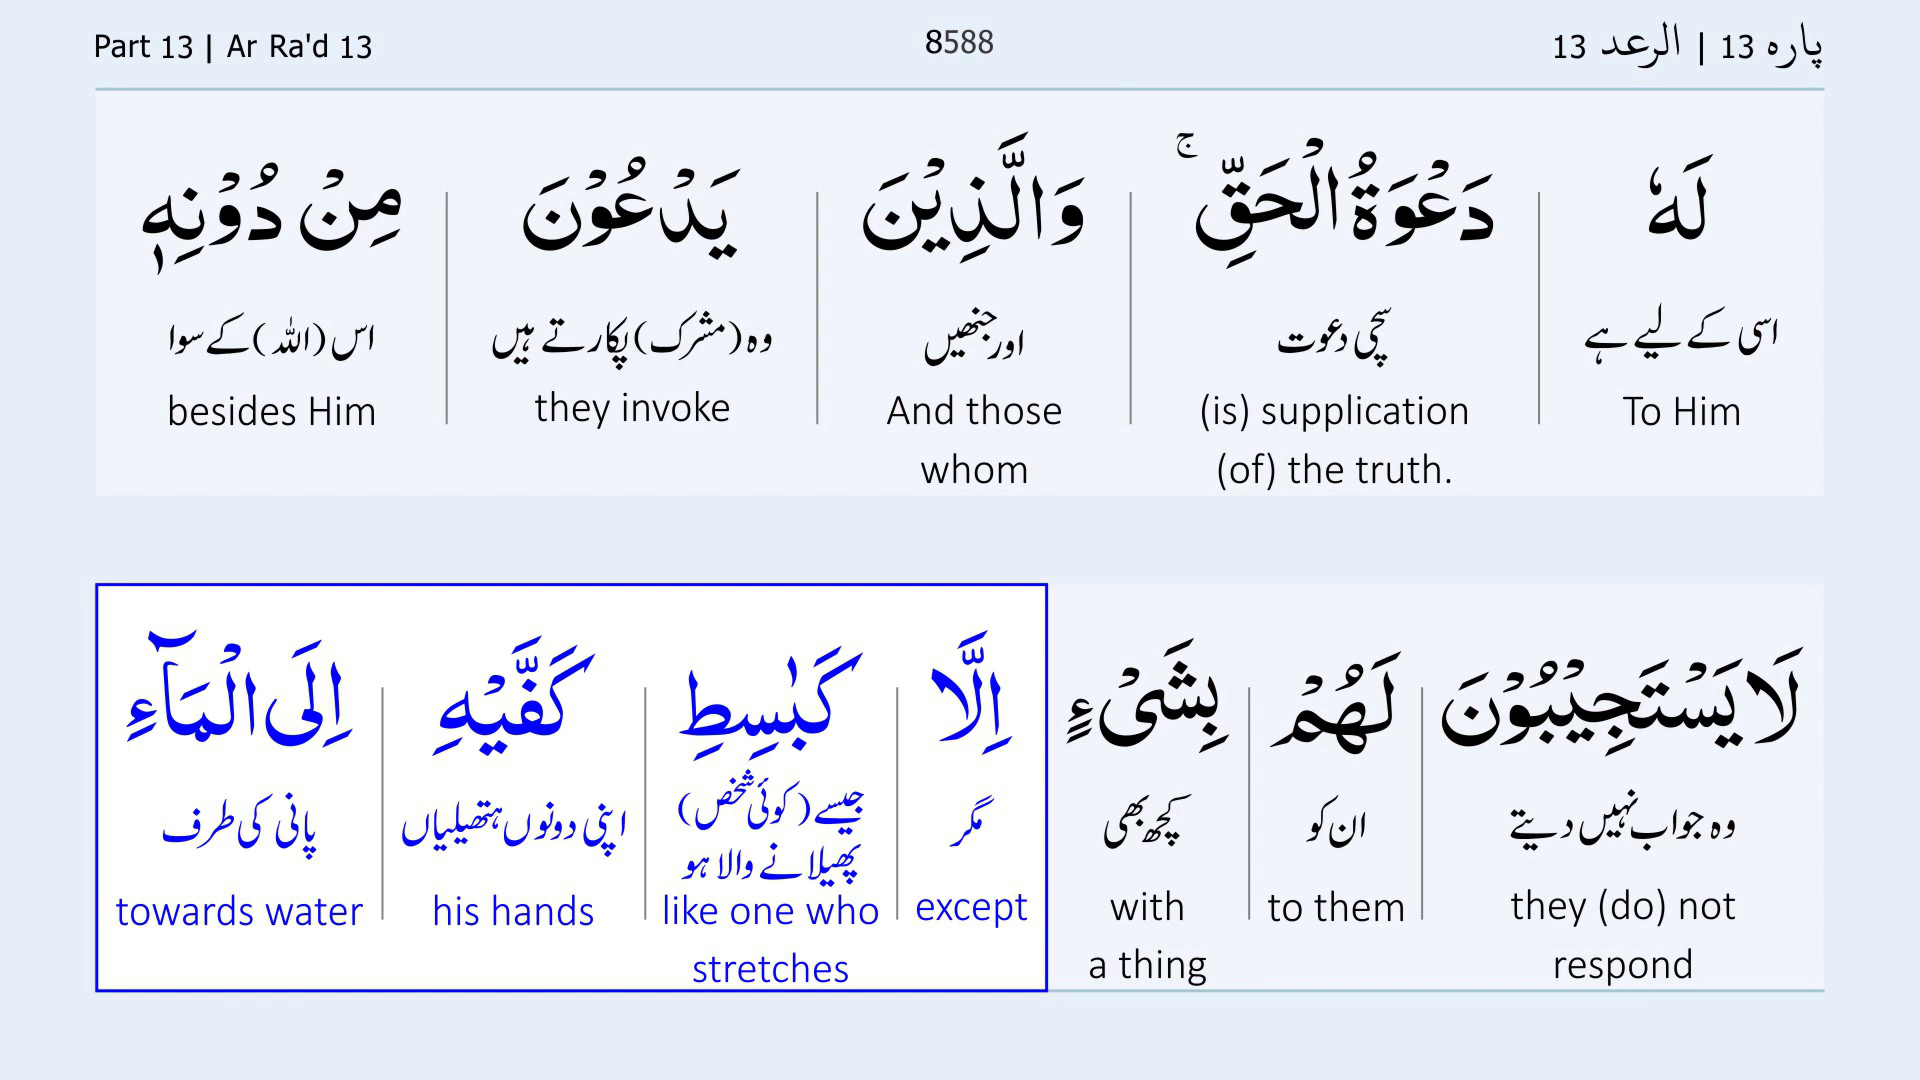 Part 13 | Ar Ra'd 13 8588 پارہ 13 | الرعد 13
لَهٗ دَعْوَةُ الْحَقِّ ۚ وَالَّذِيْنَ يَدْعُوْنَ مِنْ دُوْنِهٖ
اسی کے لیے ہے سچی دعوت اور جنھیں وہ (مشرک) پکارتے ہیں اس (اللہ) کے سوا
To Him (is) supplication And those they invoke besides Him
(of) the truth. whom
لَا يَسْتَجِيْبُوْنَ لَهُمْ بِشَیْءٍ اِلَّا كَبٰسِطِ كَفَّيْهِ اِلَى الْمَآءِ
وہ جواب نہیں دیتے ان کو کچھ بھی مگر جیسے (کوئی شخص) اپنی دونوں ہتھیلیاں پانی کی طرف
پھیلانے والا ہو
they (do) not to them with except like one who his hands towards water
respond a thing stretches